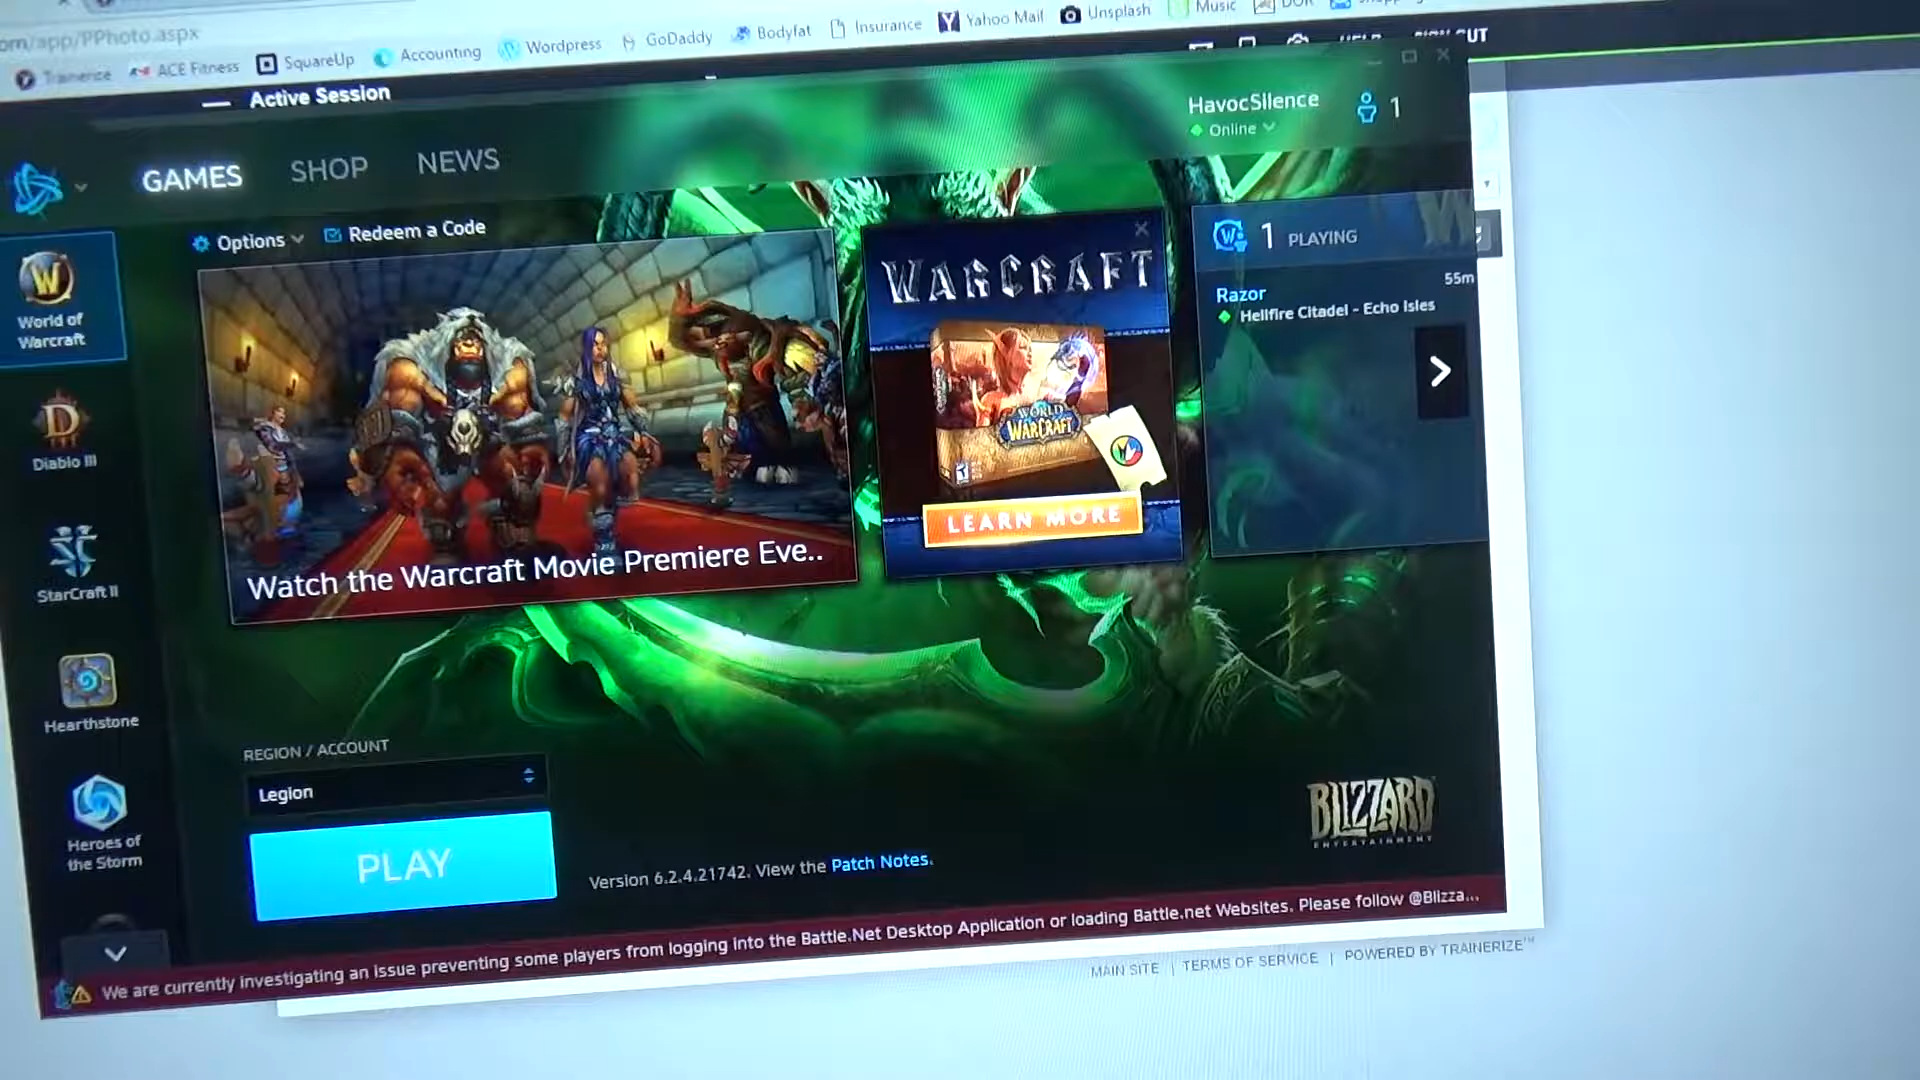 om/app/PPhoto.aspx
Trainerize
ACE Fitness
SquareUp
Accounting
Wordpress
GoDaddy
Bodyfat
Insurance
Yahoo Mail
Unsplash
Music
HELP
SIGN OUT
Active Session
HavocSilence
Online
1
GAMES
SHOP
NEWS
Options
Redeem a Code
World of
Warcraft
Diablo III
StarCraft II
Hearthstone
Heroes of
the Storm
Watch the Warcraft Movie Premiere Eve..
WARCRAFT
WORLD
WARCRAFT
LEARN MORE
1 PLAYING
55m
Razor
Hellfire Citadel - Echo Isles
REGION / ACCOUNT
Legion
PLAY
Version 6.2.4.21742. View the Patch Notes.
BLIZZARD
ENTERTAINMENT
We are currently investigating an issue preventing some players from logging into the Battle.Net Desktop Application or loading Battle.net Websites. Please follow @Blizza...
MAIN SITE | TERMS OF SERVICE | POWERED BY TRAINERIZE™